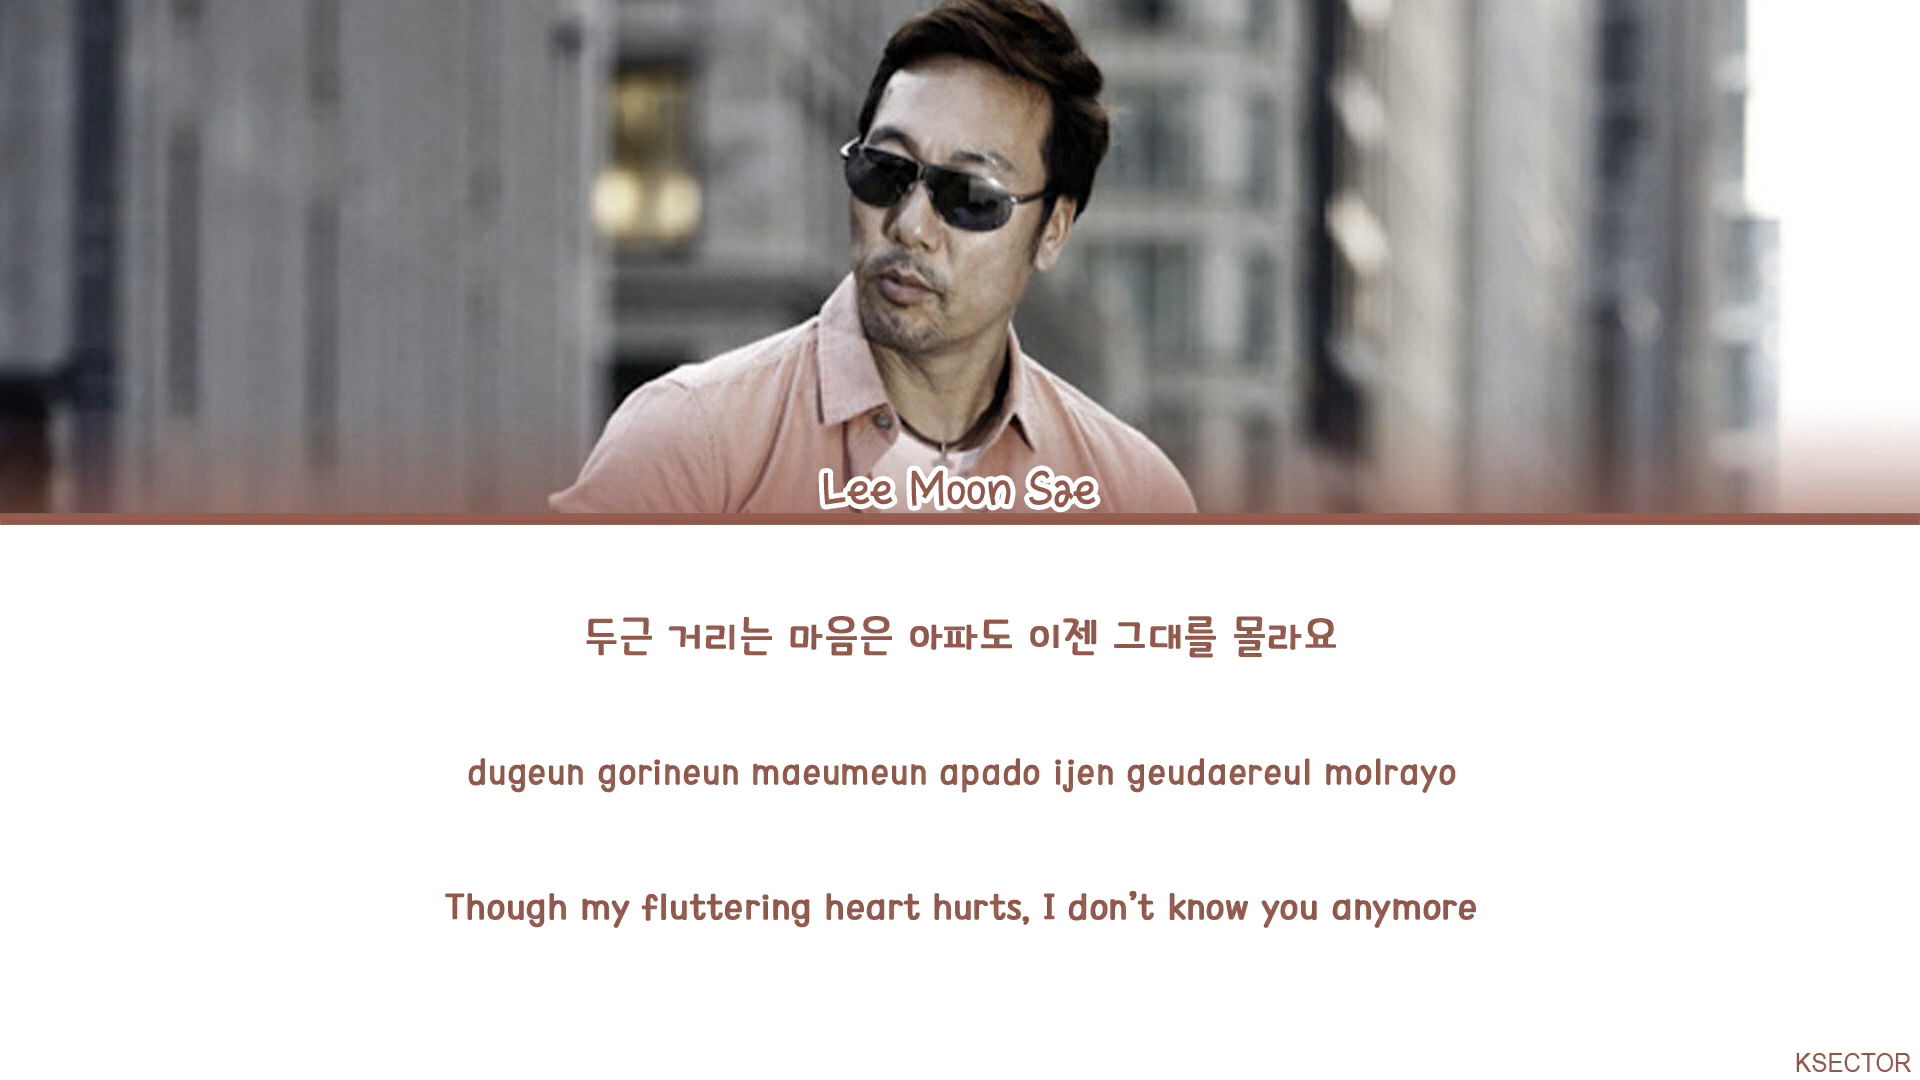 Lee Moon Sae
두근 거리는 마음은 아파도 이젠 그대를 몰라요
dugeun gorineun maeumeun apado ijen geudaereul molrayo
Though my fluttering heart hurts, I don’t know you anymore
KSECTOR